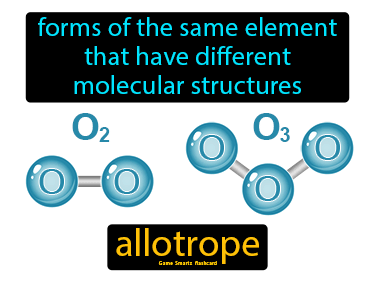 forms of the same element
that have different
molecular structures
O₂ O₃
O O O
O O
allotrope
Game Smartz flashcard